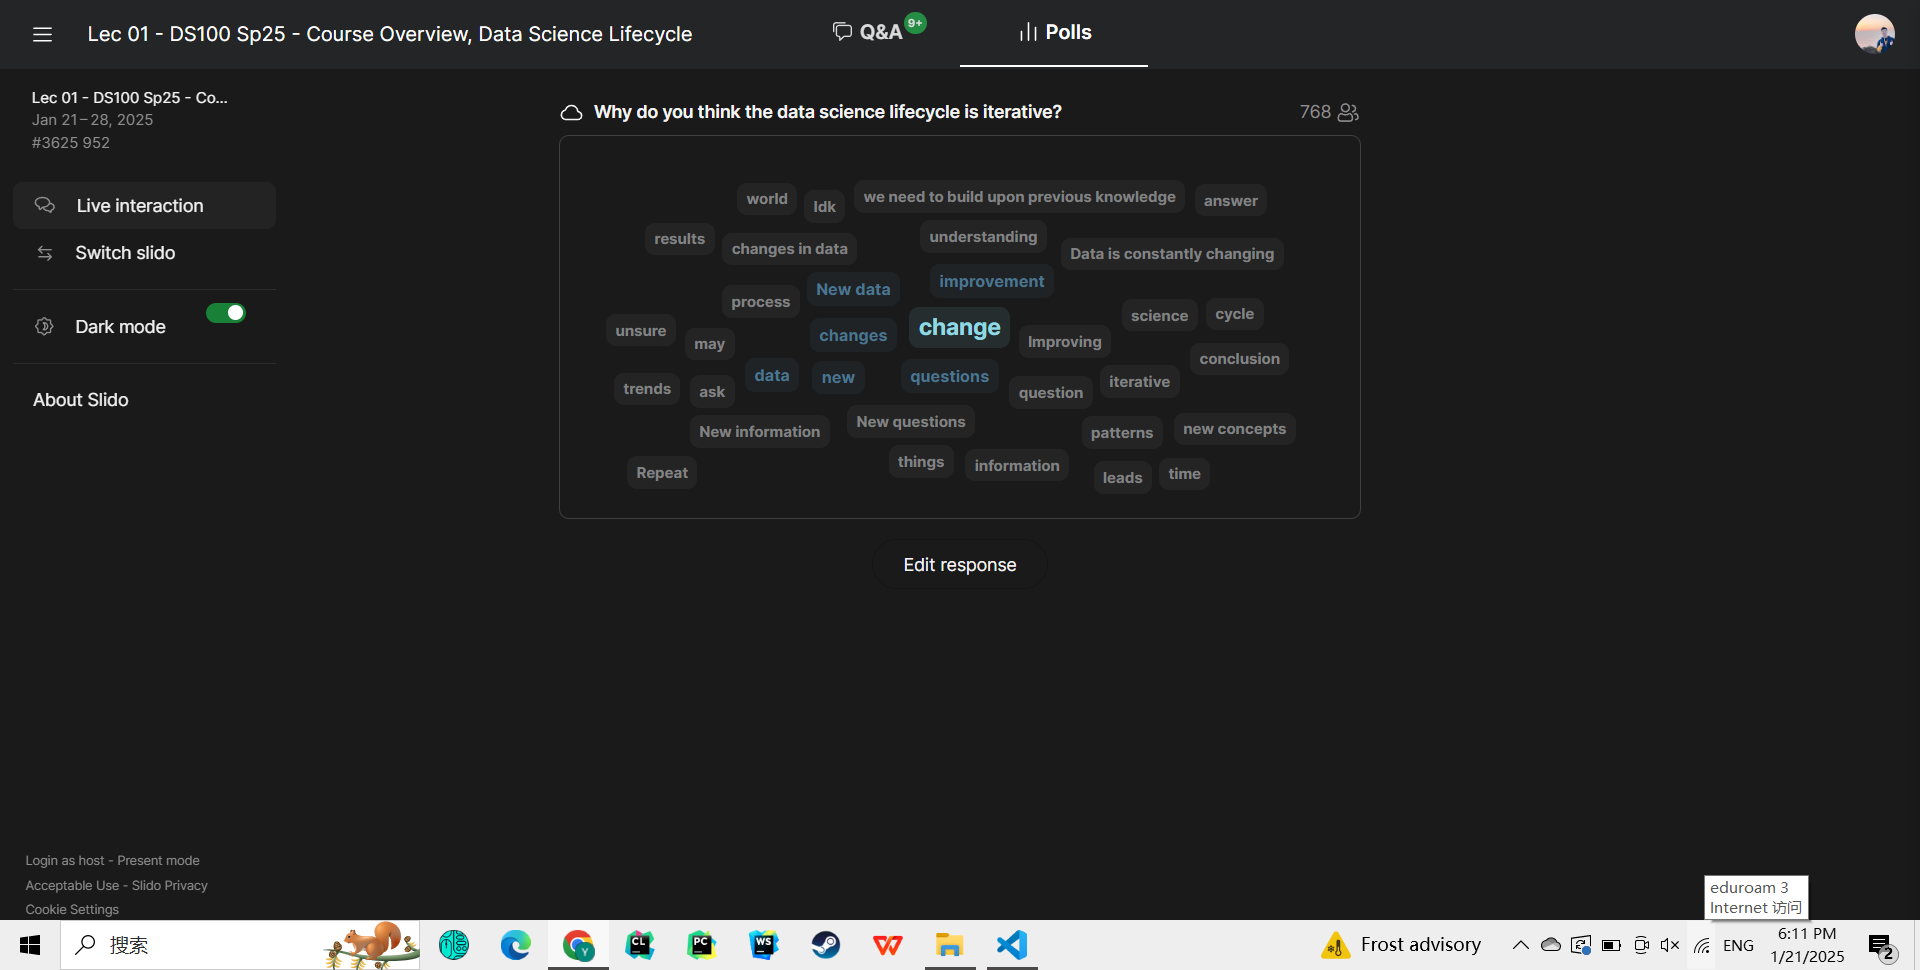 Lec 01 - DS100 Sp25 - Course Overview, Data Science Lifecycle
Q&A
9+
Polls
Lec 01 - DS100 Sp25 - Co...
Jan 21 – 28, 2025
#3625 952
Live interaction
Switch slido
Dark mode
About Slido
Why do you think the data science lifecycle is iterative?
768
world
Idk
we need to build upon previous knowledge
answer
results
changes in data
understanding
Data is constantly changing
New data
improvement
process
unsure
may
changes
change
Improving
science
cycle
conclusion
trends
ask
data
new
questions
question
iterative
New information
New questions
patterns
new concepts
Repeat
things
information
leads
time
Edit response
Login as host - Present mode
Acceptable Use - Slido Privacy
Cookie Settings
eduroam 3
Internet 访问
搜索
Y
CL
PC
WS
Frost advisory
ENG
6:11 PM
1/21/2025
2